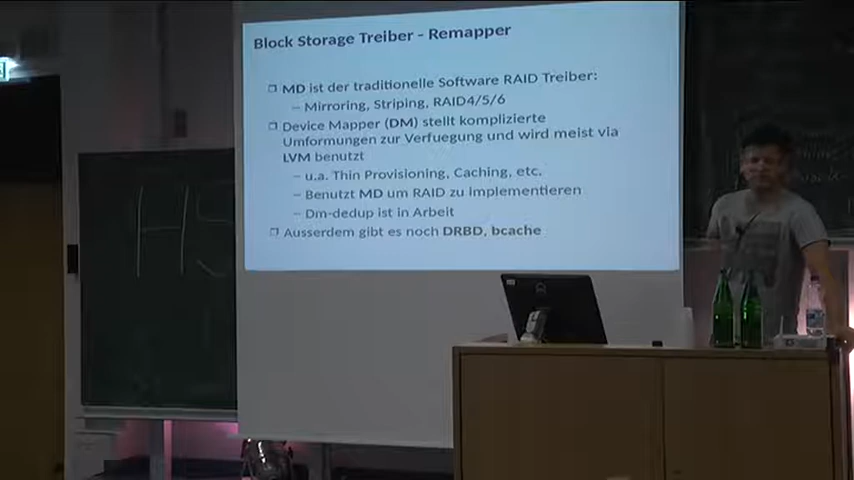 Block Storage Treiber - Remapper
MD ist der traditionelle Software RAID Treiber:
– Mirroring, Striping, RAID4/5/6
Device Mapper (DM) stellt komplizierte
Umformungen zur Verfuegung und wird meist via
LVM benutzt
– u.a. Thin Provisioning, Caching, etc.
– Benutzt MD um RAID zu implementieren
– Dm-dedup ist in Arbeit
Ausserdem gibt es noch DRBD, bcache
HS